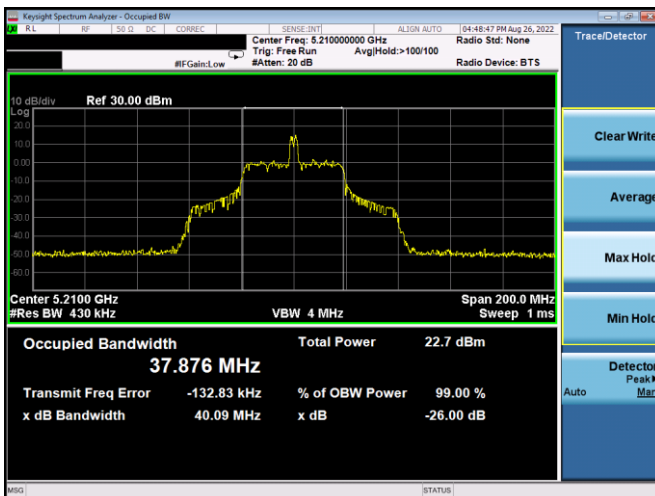 Keysight Spectrum Analyzer - Occupied BW
RL RF 50 Ω DC CORREC SENSE:INT ALIGN AUTO 04:48:47 PM Aug 26, 2022
Center Freq: 5.210000000 GHz Radio Std: None
Trig: Free Run Avg|Hold:>100/100
#IFGain:Low #Atten: 20 dB Radio Device: BTS
Trace/Detector
10 dB/div Ref 30.00 dBm
Log
20.0
10.0
0.00
-10.0
-20.0
-30.0
-40.0
-50.0
-60.0
Center 5.2100 GHz Span 200.0 MHz
#Res BW 430 kHz VBW 4 MHz Sweep 1 ms
Occupied Bandwidth Total Power 22.7 dBm
37.876 MHz
Transmit Freq Error -132.83 kHz % of OBW Power 99.00 %
x dB Bandwidth 40.09 MHz x dB -26.00 dB
Clear Write
Average
Max Hold
Min Hold
Detector
Peak
Auto Man
MSG STATUS